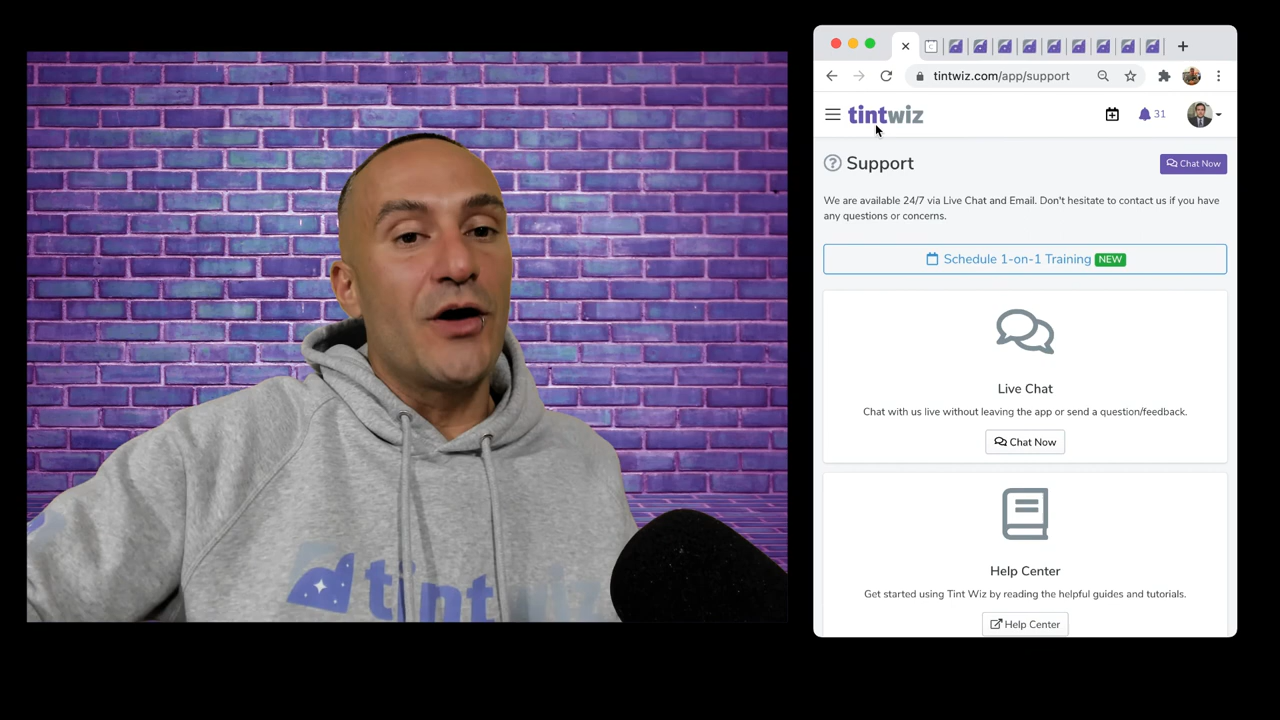 tintwiz
tintwiz.com/app/support
tintwiz
31
Support
Chat Now
We are available 24/7 via Live Chat and Email. Don't hesitate to contact us if you have
any questions or concerns.
Schedule 1-on-1 Training NEW
Live Chat
Chat with us live without leaving the app or send a question/feedback.
Chat Now
Help Center
Get started using Tint Wiz by reading the helpful guides and tutorials.
Help Center